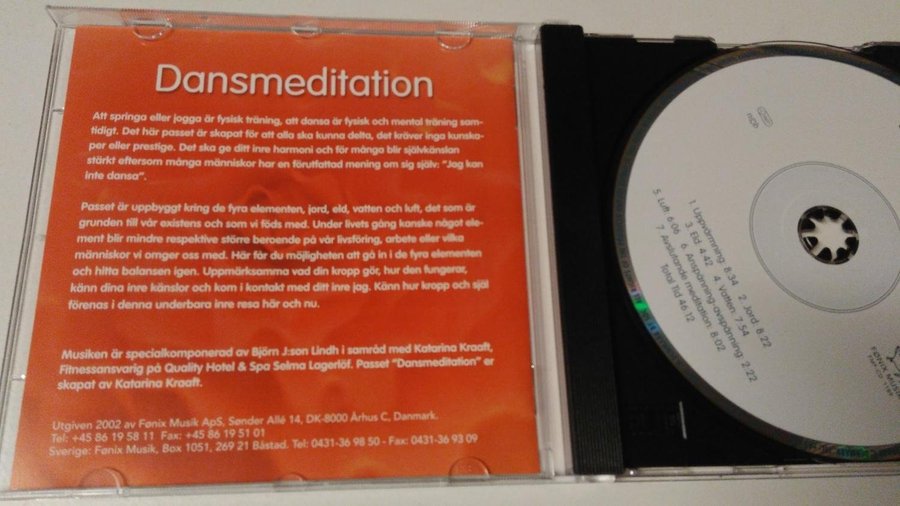 Dansmeditation
Att springa eller jogga är fysisk träning, att dansa är fysisk och mental träning sam-
tidigt. Det här passet är skapat för att alla ska kunna delta, det kräver inga kunska-
per eller prestige. Det ska ge ditt inre harmoni och för många blir självkänslan
stärkt eftersom många människor har en förutfattad mening om sig själv: "Jag kan
inte dansa".
Passet är uppbyggt kring de fyra elementen, jord, eld, vatten och luft, det som är
grunden till vår existens och som vi föds med. Under livets gång kanske något ele-
ment blir mindre respektive större beroende på vår livsföring, arbete eller vilka
människor vi omger oss med. Här får du möjligheten att gå in i de fyra elementen
och hitta balansen igen. Uppmärksamma vad din kropp gör, hur den fungerar,
känn dina inre känslor och kom i kontakt med ditt inre jag. Känn hur kropp och själ
förenas i denna underbara inre resa här och nu.
Musiken är specialkomponerad av Björn J:son Lindh i samråd med Katarina Kraaft,
Fitnessansvarig på Quality Hotel & Spa Selma Lagerlöf. Passet "Dansmeditation" er
skapat av Katarina Kraaft.
Utgiven 2002 av Fønix Musik ApS, Sønder Allé 14, DK-8000 Århus C, Danmark.
Tel: +45 86 19 58 11 Fax: +45 86 19 51 01
Sverige: Fønix Musik, Box 1051, 269 21 Båstad. Tel: 0431-36 98 50 - Fax: 0431-36 93 09
ncb
1. Uppvärmning: 8:34 2. Jord: 8:22
3. Eld: 4:42 4. Vatten: 7:54
5. Luft: 6:06 6. Anspänning-avspänning: 2:22
7. Avslutande meditation: 8:02
Total Tid 46:12
FØNIX MUSIK